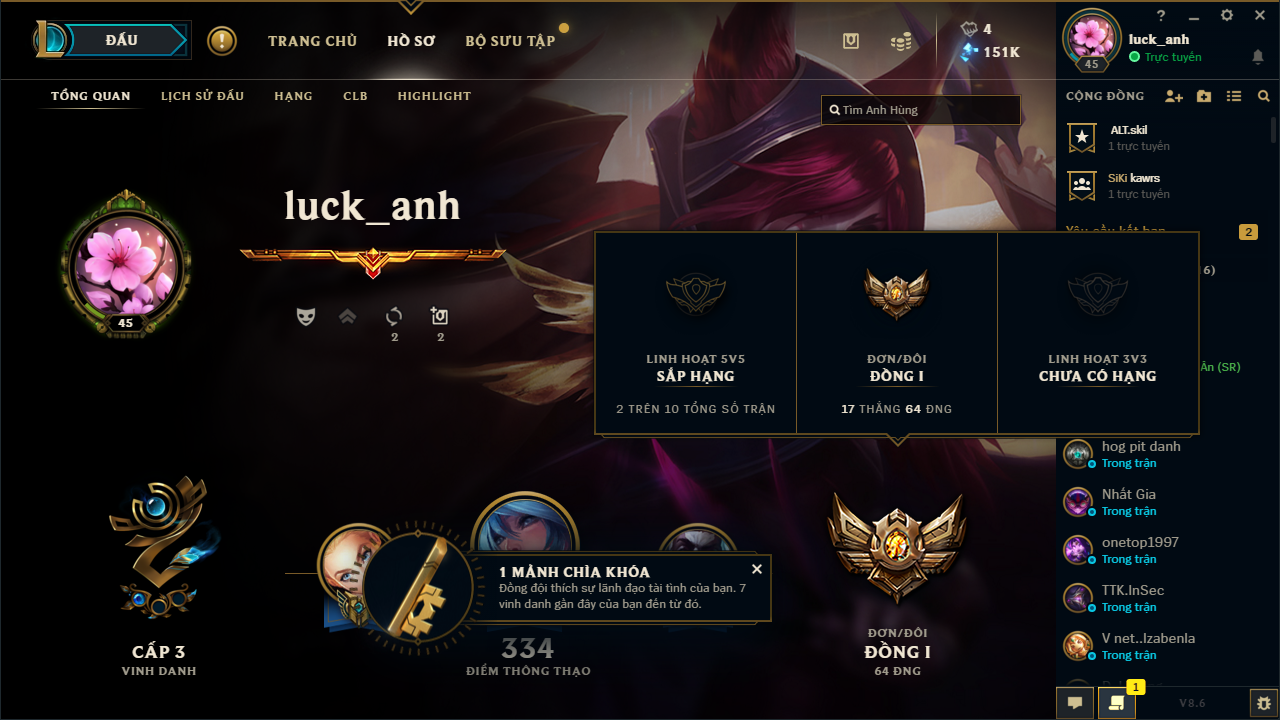 ĐẤU
TRANG CHỦ
HỒ SƠ
BỘ SƯU TẬP
4
151K
?
luck_anh
Trực tuyến
45
TỔNG QUAN
LỊCH SỬ ĐẤU
HẠNG
CLB
HIGHLIGHT
Tìm Anh Hùng
CỘNG ĐỒNG
ALT.skil
1 trực tuyến
SiKi kawrs
1 trực tuyến
2
6)
Ân (SR)
luck_anh
45
2
2
LINH HOẠT 5V5
SẮP HẠNG
2 TRÊN 10 TỔNG SỐ TRẬN
ĐƠN/ĐÔI
ĐỒNG I
17 THẮNG 64 ĐNG
LINH HOẠT 3V3
CHƯA CÓ HẠNG
hog pit danh
Trong trận
Nhất Gia
Trong trận
onetop1997
Trong trận
TTK.InSec
Trong trận
V net..Izabenla
Trong trận
1 MẢNH CHÌA KHÓA
Đồng đội thích sự lãnh đạo tài tình của bạn. 7
vinh danh gần đây của bạn đến từ đó.
CẤP 3
VINH DANH
334
ĐIỂM THÔNG THẠO
ĐƠN/ĐÔI
ĐỒNG I
64 ĐNG
1
V8.6